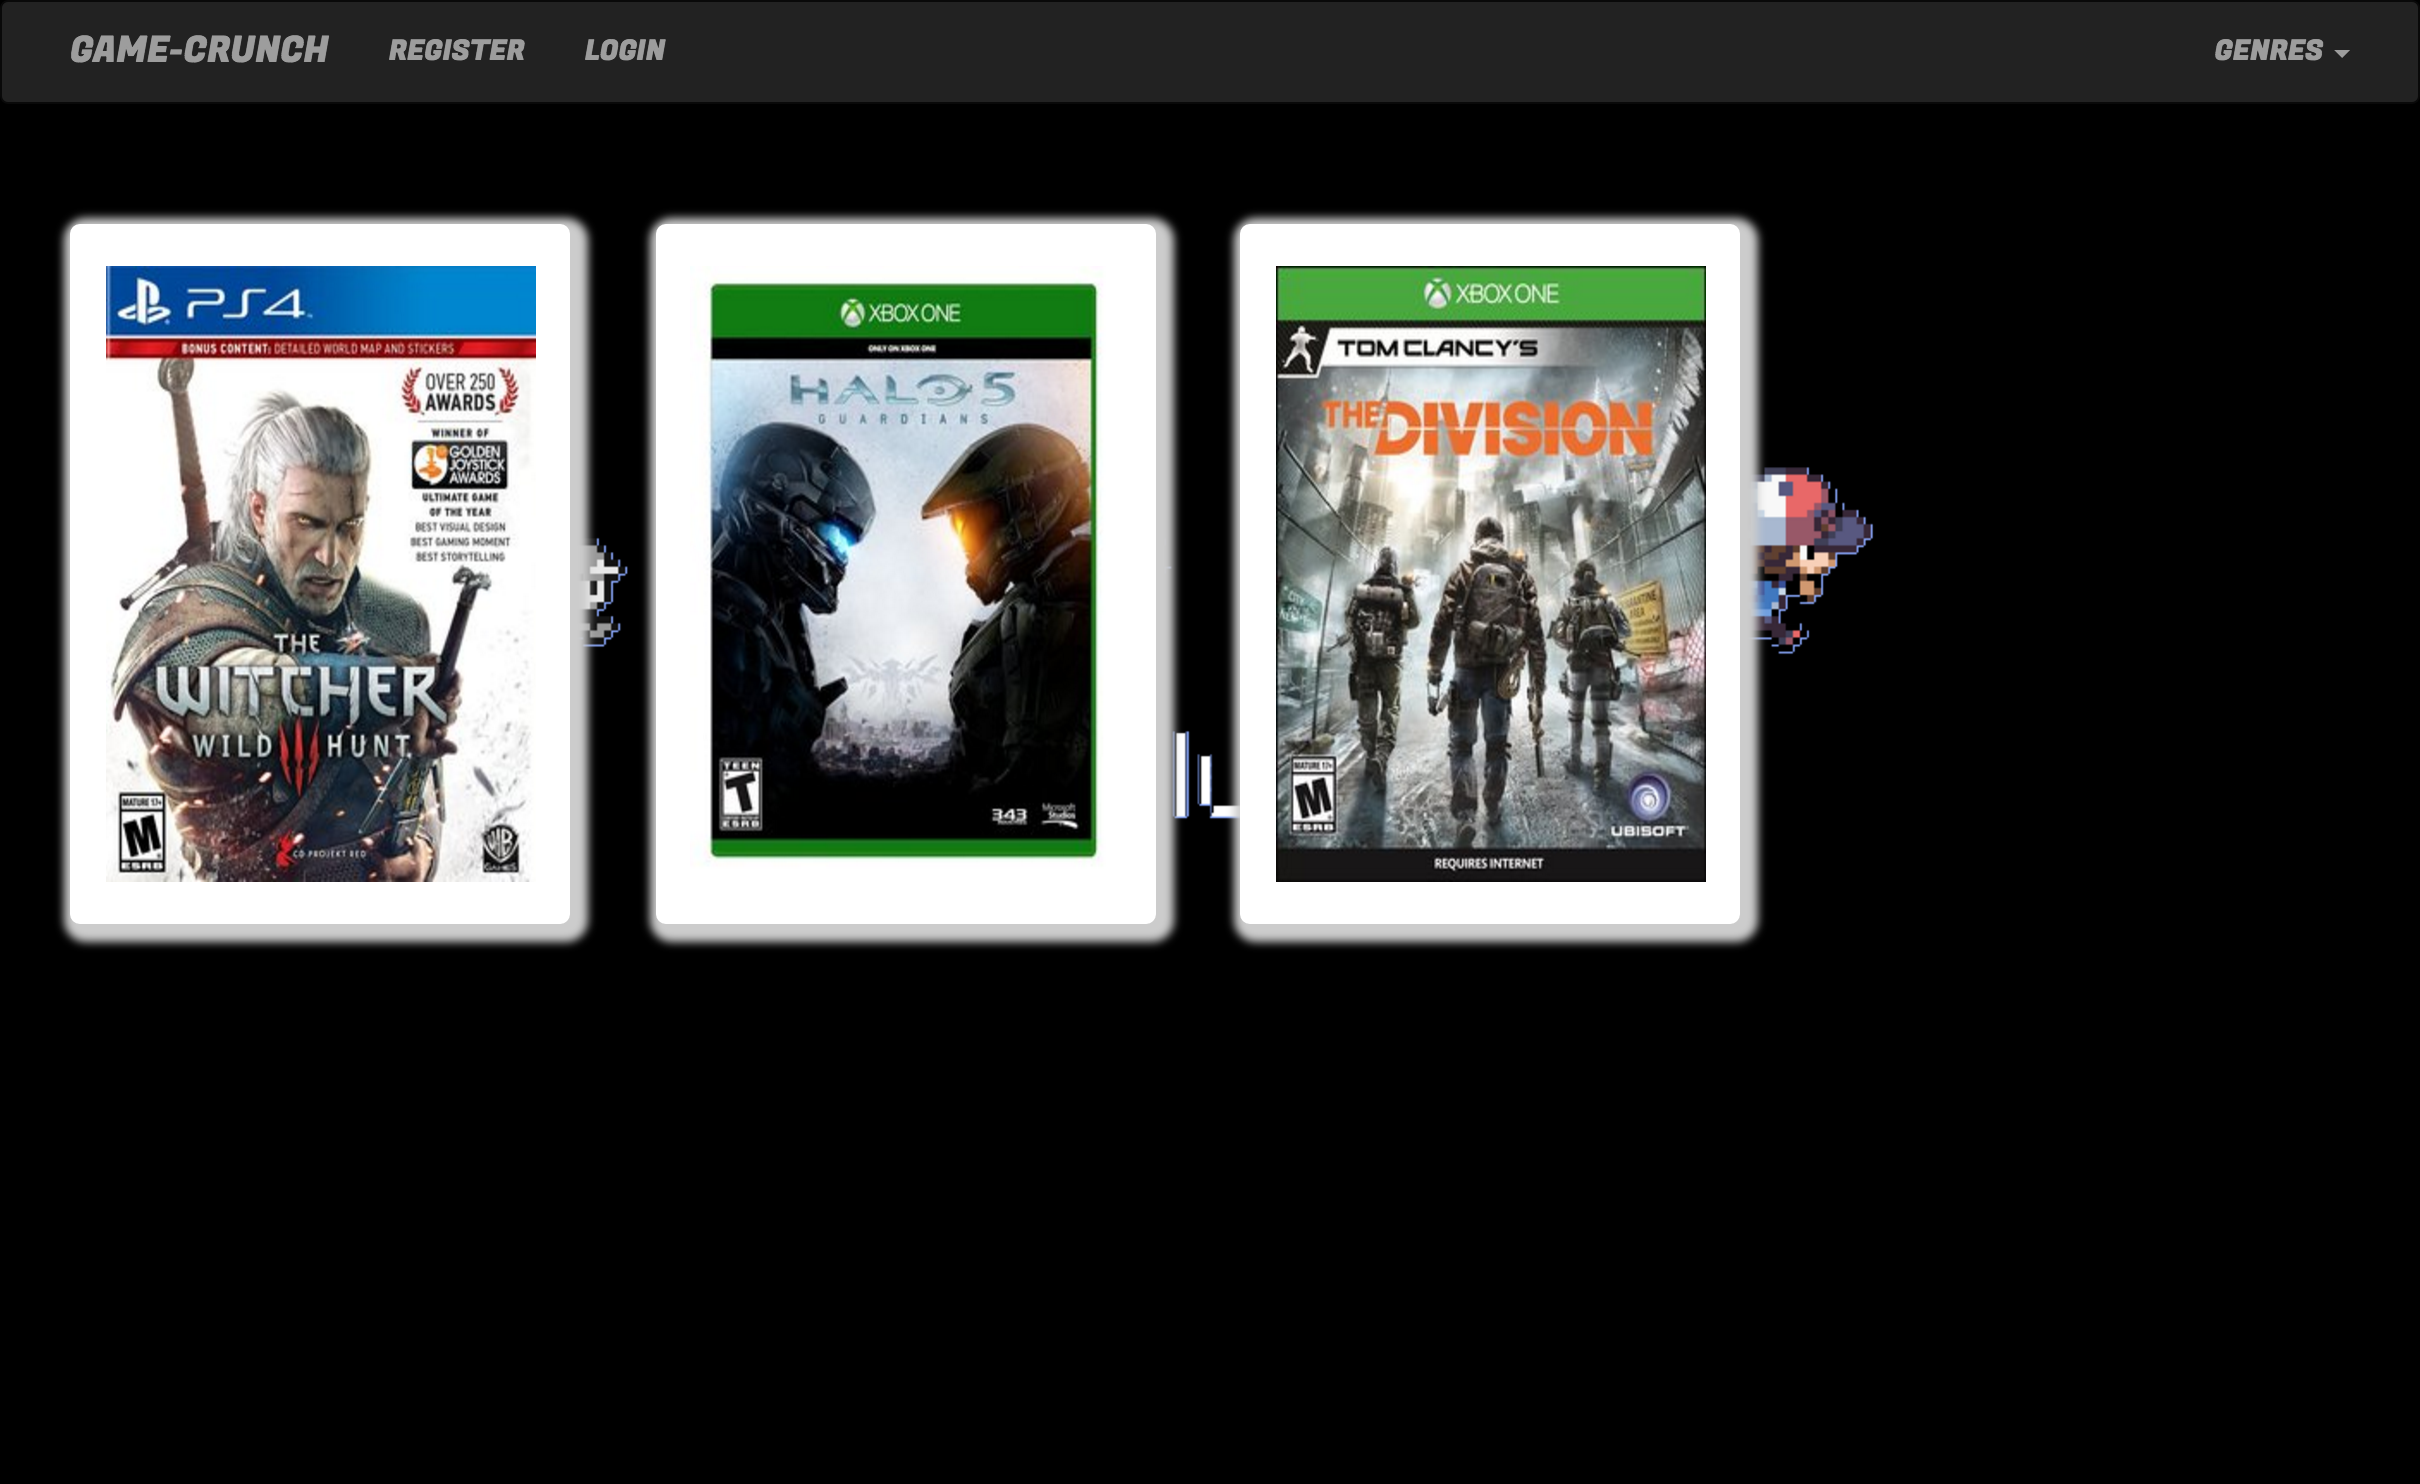 GAME-CRUNCH REGISTER LOGIN GENRES
PS4
BONUS CONTENT: DETAILED WORLD MAP AND STICKERS
OVER 250
AWARDS
WINNER OF
GOLDEN
JOYSTICK
AWARDS
ULTIMATE GAME
OF THE YEAR
BEST VISUAL DESIGN
BEST GAMING MOMENT
BEST STORYTELLING
THE
WITCHER
WILD III HUNT
MATURE 17+
M
ESRB
CD PROJEKT RED
WB
GAMES
XBOX ONE
ONLY ON XBOX ONE
HALO 5
GUARDIANS
TEEN
T
ESRB
343
Microsoft
Studios
XBOX ONE
TOM CLANCY'S
THE DIVISION
QUARANTINE
AREA
MATURE 17+
M
ESRB
UBISOFT
REQUIRES INTERNET